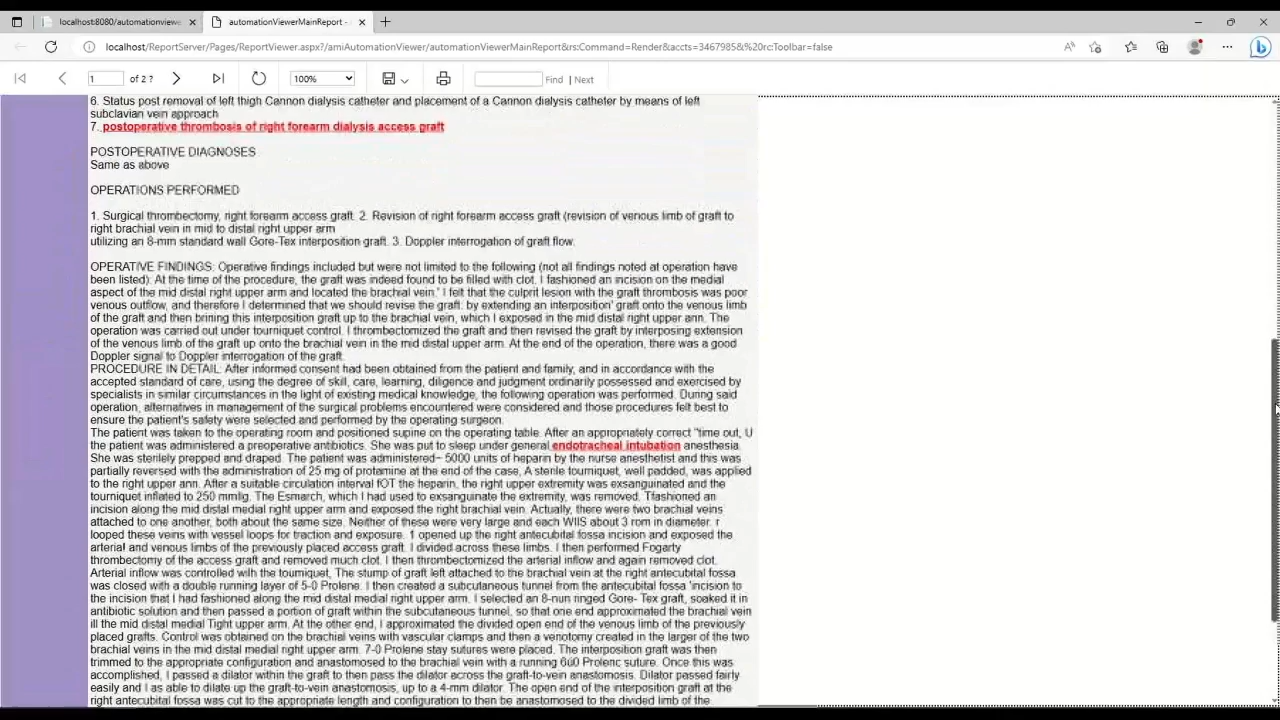 localhost:8080/automationviewe
automationViewerMainReport -
localhost/ReportServer/Pages/ReportViewer.aspx?/amiAutomationViewer/automationViewerMainReport&rs:Command=Render&accts=3467985&%20rc:Toolbar=false
1 of 2 ? 100% Find | Next
6. Status post removal of left thigh Cannon dialysis catheter and placement of a Cannon dialysis catheter by means of left
subclavian vein approach
7. postoperative thrombosis of right forearm dialysis access graft
POSTOPERATIVE DIAGNOSES
Same as above
OPERATIONS PERFORMED
1. Surgical thrombectomy, right forearm access graft. 2. Revision of right forearm access graft (revision of venous limb of graft to
right brachial vein in mid to distal right upper arm
utilizing an 8-mm standard wall Gore-Tex interposition graft. 3. Doppler interrogation of graft flow.
OPERATIVE FINDINGS: Operative findings included but were not limited to the following (not all findings noted at operation have
been listed): At the time of the procedure, the graft was indeed found to be filled with clot. I fashioned an incision on the medial
aspect of the mid distal right upper arm and located the brachial vein.' I felt that the culprit lesion with the graft thrombosis was poor
venous outflow, and therefore I determined that we should revise the graft: by extending an interposition' graft onto the venous limb
of the graft and then brining this interposition graft up to the brachial vein, which I exposed in the mid distal right upper ann. The
operation was carried out under tourniquet control. I thrombectomized the graft and then revised the graft by interposing extension
of the venous limb of the graft up onto the brachial vein in the mid distal upper arm. At the end of the operation, there was a good
Doppler signal to Doppler interrogation of the graft.
PROCEDURE IN DETAIL: After informed consent had been obtained from the patient and family, and in accordance with the
accepted standard of care, using the degree of skill, care, learning, diligence and judgment ordinarily possessed and exercised by
specialists in similar circumstances in the light of existing medical knowledge, the following operation was performed. During said
operation, alternatives in management of the surgical problems encountered were considered and those procedures felt best to
ensure the patient's safety were selected and performed by the operating surgeon.
The patient was taken to the operating room and positioned supine on the operating table. After an appropriately correct "time out, U
the patient was administered a preoperative antibiotics. She was put to sleep under general endotracheal intubation anesthesia.
She was sterilely prepped and draped. The patient was administered~ 5000 units of heparin by the nurse anesthetist and this was
partially reversed with the administration of 25 mg of protamine at the end of the case, A sterile tourniquet, well padded, was applied
to the right upper ann. After a suitable circulation interval fOT the heparin, the right upper extremity was exsanguinated and the
tourniquet inflated to 250 mmlig. The Esmarch, which I had used to exsanguinate the extremity, was removed. Tfashioned an
incision along the mid distal medial right upper arm and exposed the right brachial vein. Actually, there were two brachial veins
attached to one another, both about the same size. Neither of these were very large and each WIIS about 3 rom in diameter. r
looped these veins with vessel loops for traction and exposure. 1 opened up the right antecubital fossa incision and exposed the
arterial and venous limbs of the previously placed access graft. I divided across these limbs. I then performed Fogarty
thrombectomy of the access graft and removed much clot. I then thrombectomized the arterial inflow and again removed clot.
Arterial inflow was controlled wilh the toumiquet, The stump of graft left attached to the brachial vein at the right antecubital fossa
was closed with a double running layer of 5-0 Prolene. I then created a subcutaneous tunnel from the antecubital fossa 'incision to
the incision that I had fashioned along the mid distal medial right upper arm. I selected an 8-nun ringed Gore- Tex graft, soaked it in
antibiotic solution and then passed a portion of graft within the subcutaneous tunnel, so that one end approximated the brachial vein
ill the mid distal medial Tight upper arm. At the other end, I approximated the divided open end of the venous limb of the previously
placed grafts. Control was obtained on the brachial veins with vascular clamps and then a venotomy created in the larger of the two
brachial veins in the mid distal medial right upper arm. 7-0 Prolene stay sutures were placed. The interposition graft was then
trimmed to the appropriate configuration and anastomosed to the brachial vein with a running 6u0 Prolenc suture. Once this was
accomplished, I passed a dilator within the graft to then pass the dilator across the graft-to-vein anastomosis. Dilator passed fairly
easily and I as able to dilate up the graft-to-vein anastomosis, up to a 4-mm dilator. The open end of the interposition graft at the
right antecubital fossa was cut to the appropriate length and configuration to then be anastomosed to the divided limb of the